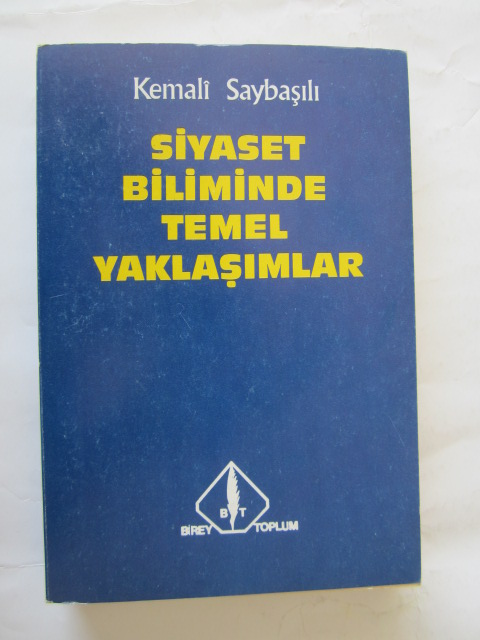 Kemalî Saybaşılı
SİYASET
BİLİMİNDE
TEMEL
YAKLAŞIMLAR
B T
BİREY TOPLUM